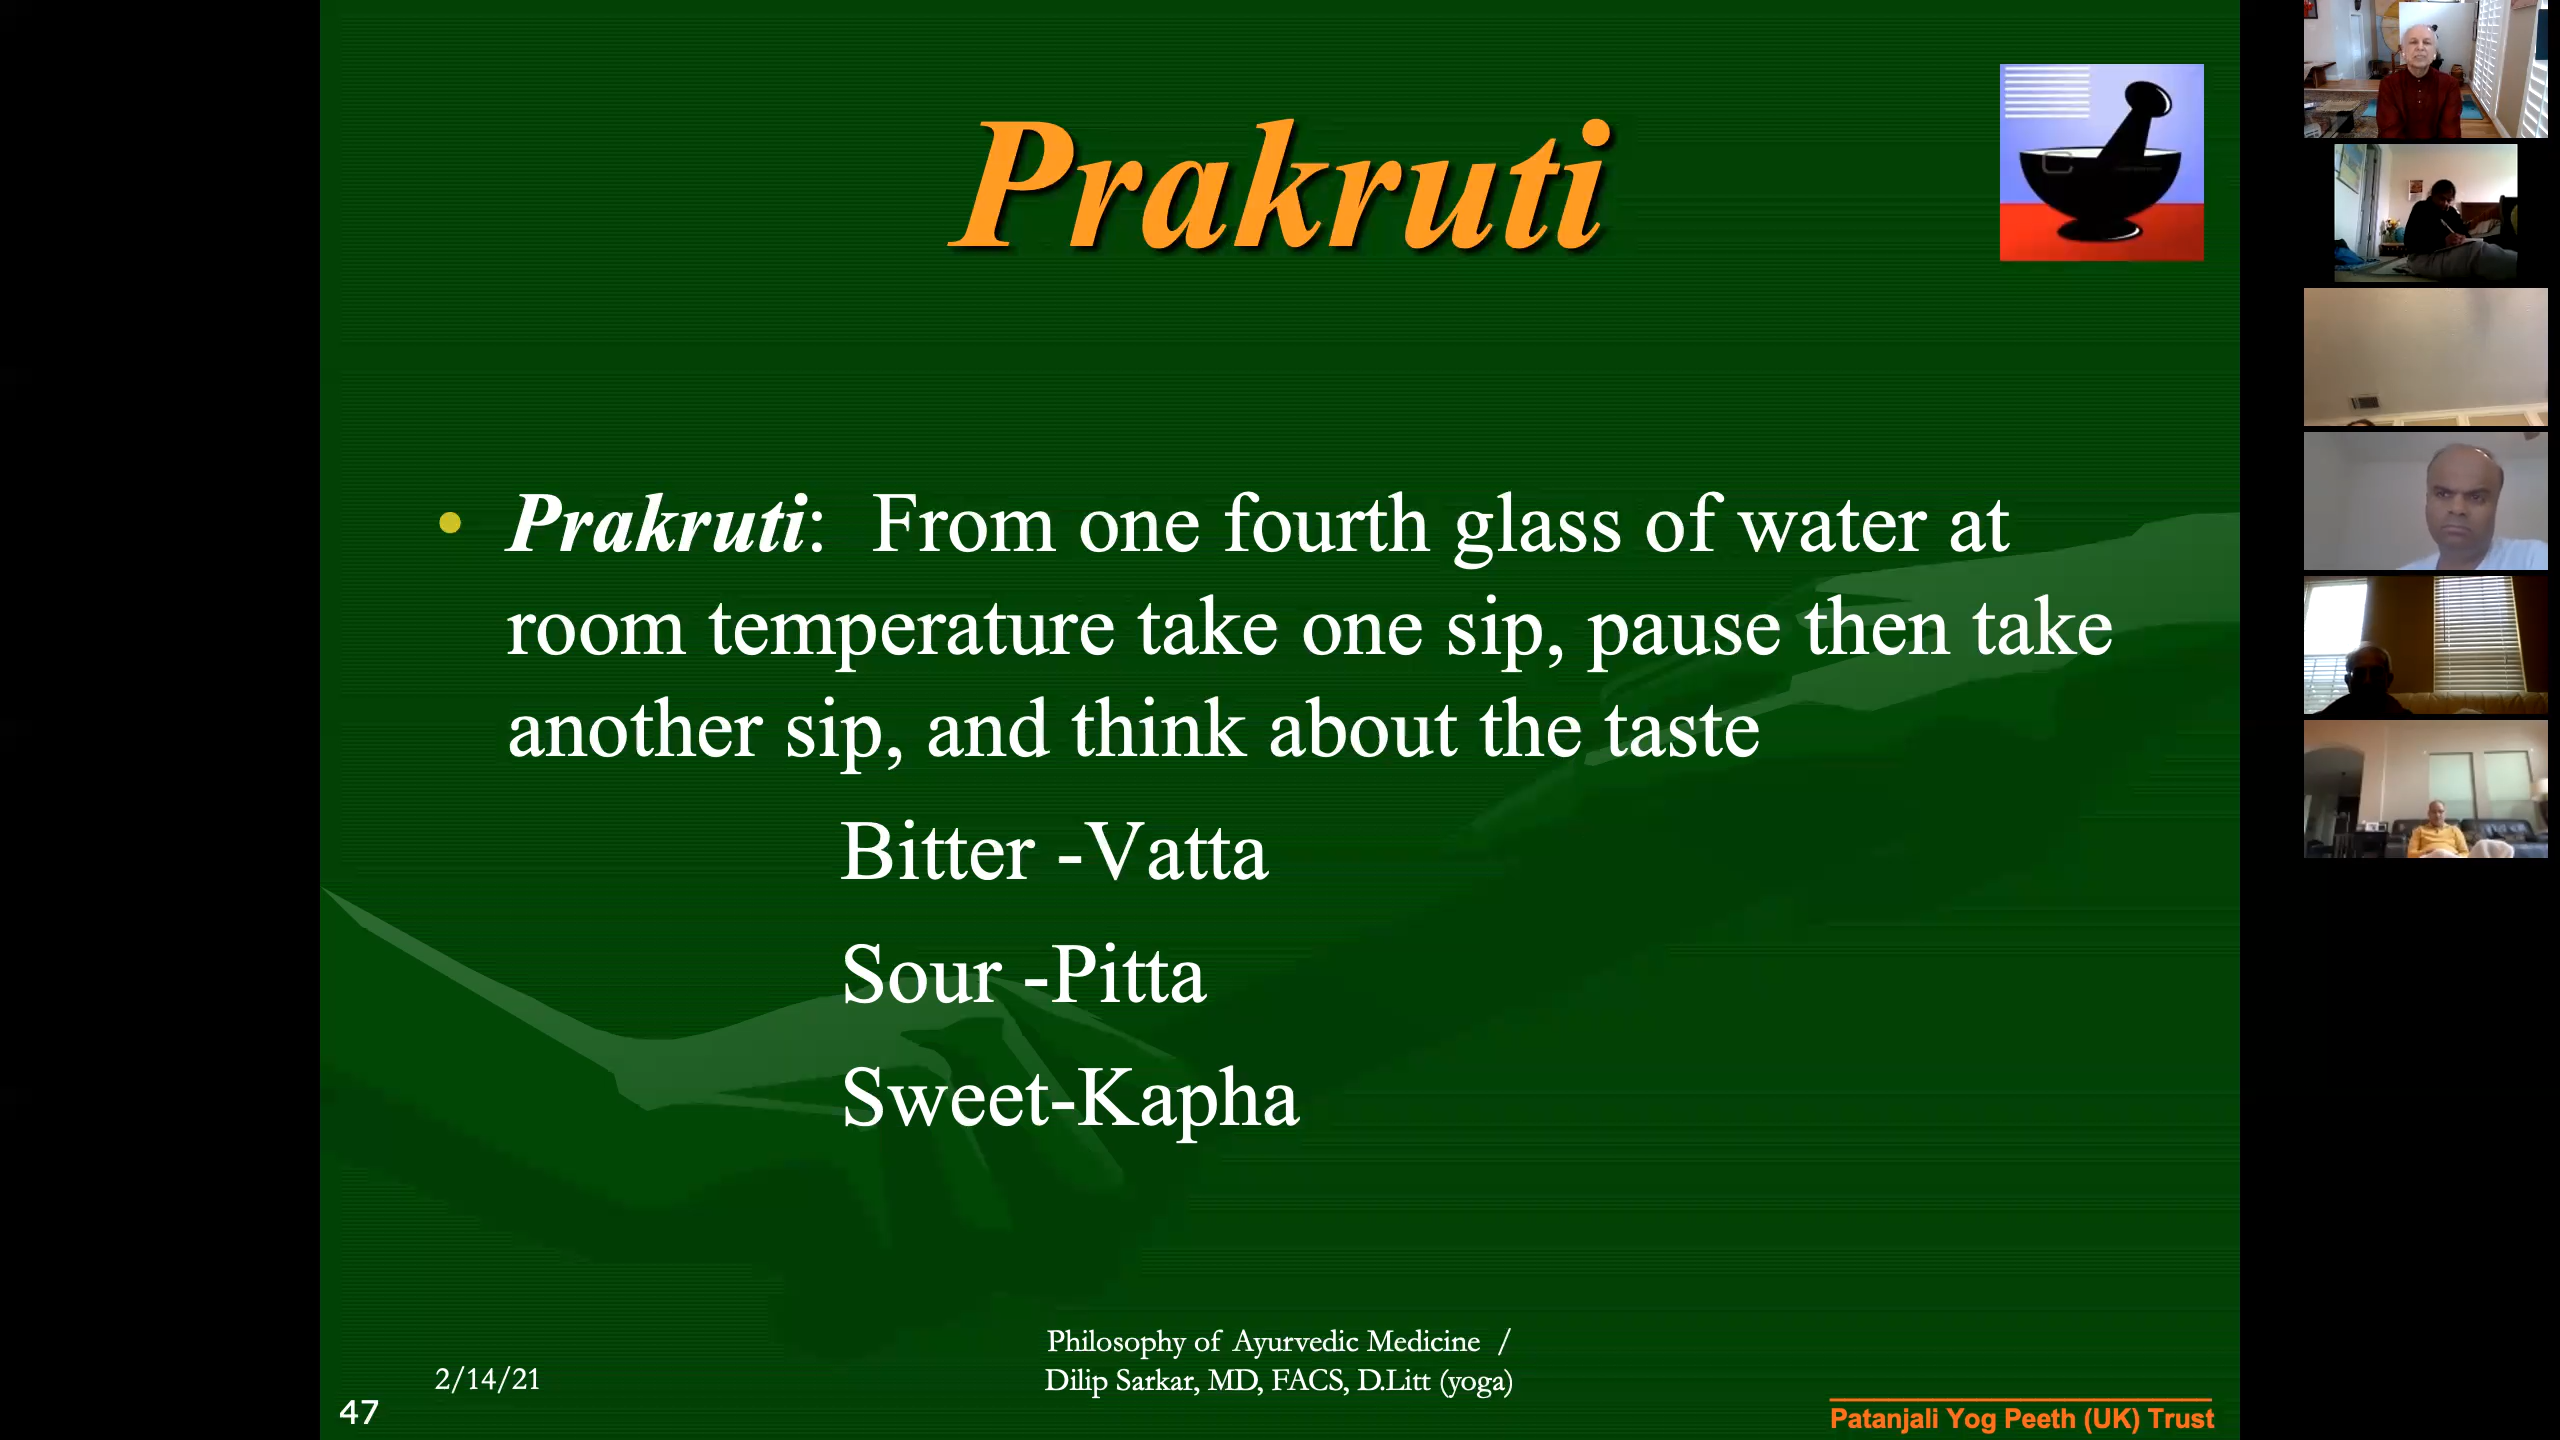 Prakruti
• Prakruti: From one fourth glass of water at
room temperature take one sip, pause then take
another sip, and think about the taste
Bitter -Vatta
Sour -Pitta
Sweet-Kapha
Philosophy of Ayurvedic Medicine /
Dilip Sarkar, MD, FACS, D.Litt (yoga)
2/14/21
47
Patanjali Yog Peeth (UK) Trust